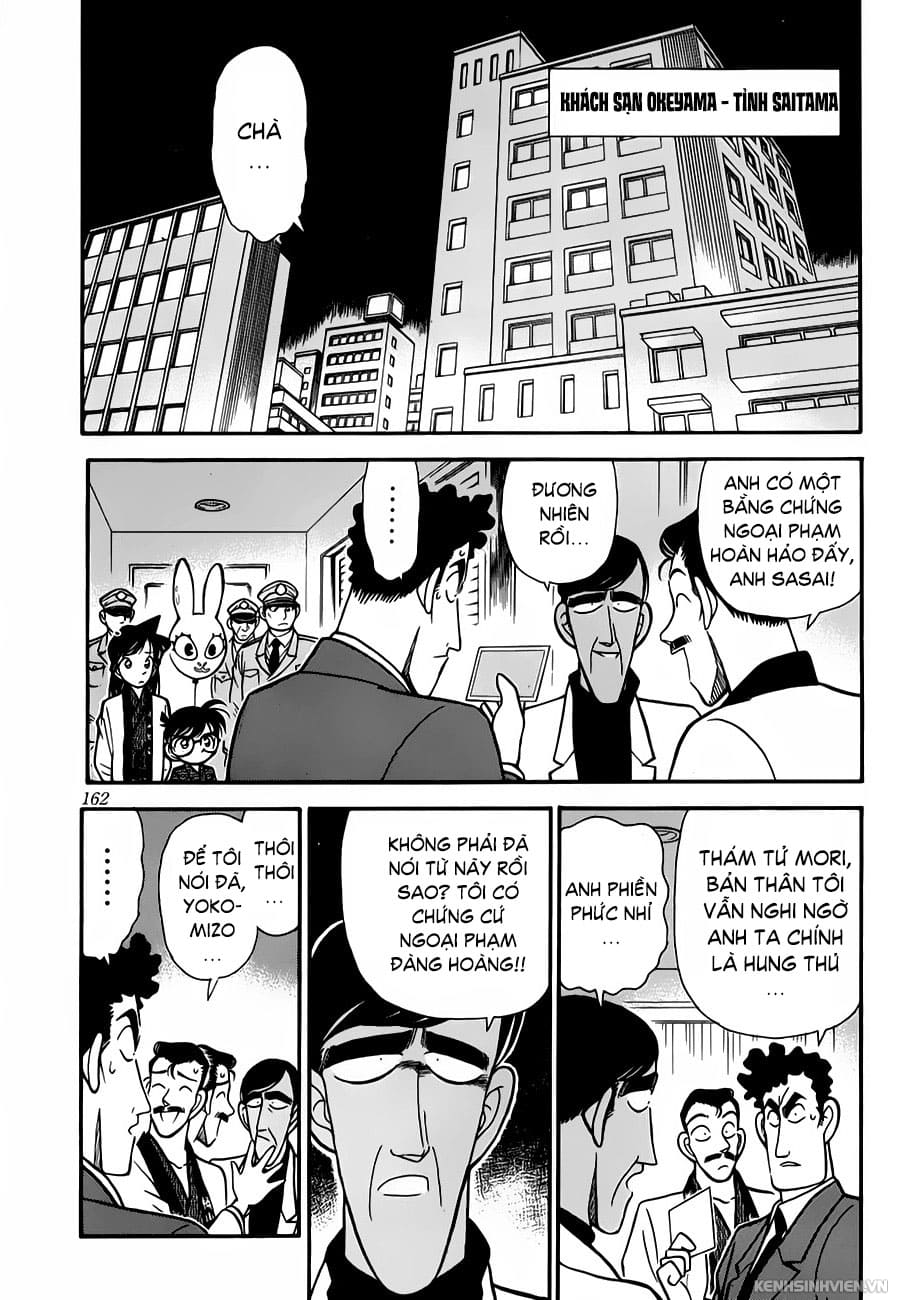 KHÁCH SẠN OKEYAMA - TỈNH SAITAMA
CHÀ
...
ANH CÓ MỘT
BẰNG CHỨNG
NGOẠI PHẠM
HOÀN HẢO ĐẤY,
ANH SASAI!
ĐƯƠNG
NHIÊN
RỒI...
.....
162
THÁM TỬ MORI,
BẢN THÂN TÔI
VẪN NGHI NGỜ
ANH TA CHÍNH
LÀ HUNG THỦ
...
ANH PHIỀN
PHỨC NHỈ
...
KHÔNG PHẢI ĐÃ
NÓI TỪ NÃY RỒI
SAO? TÔI CÓ
CHỨNG CỨ
NGOẠI PHẠM
ĐÀNG HOÀNG!!
THÔI
THÔI
...
ĐỂ TÔI
NÓI ĐÃ,
YOKO-
MIZO
...
.....
KENHSINHVIEN.VN